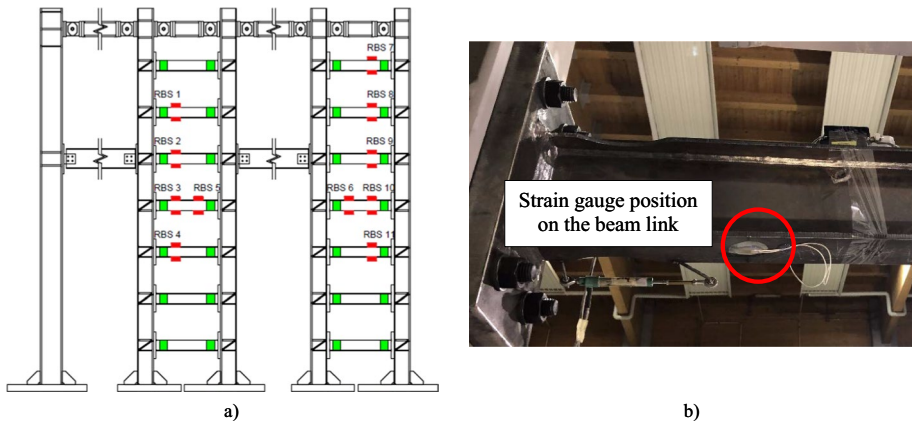 RBS 7
RBS 1
RBS 8
RBS 2
RBS 9
RBS 3
RBS 5
RBS 6
RBS 10
RBS 4
RBS 11
Strain gauge position
on the beam link
a)
b)